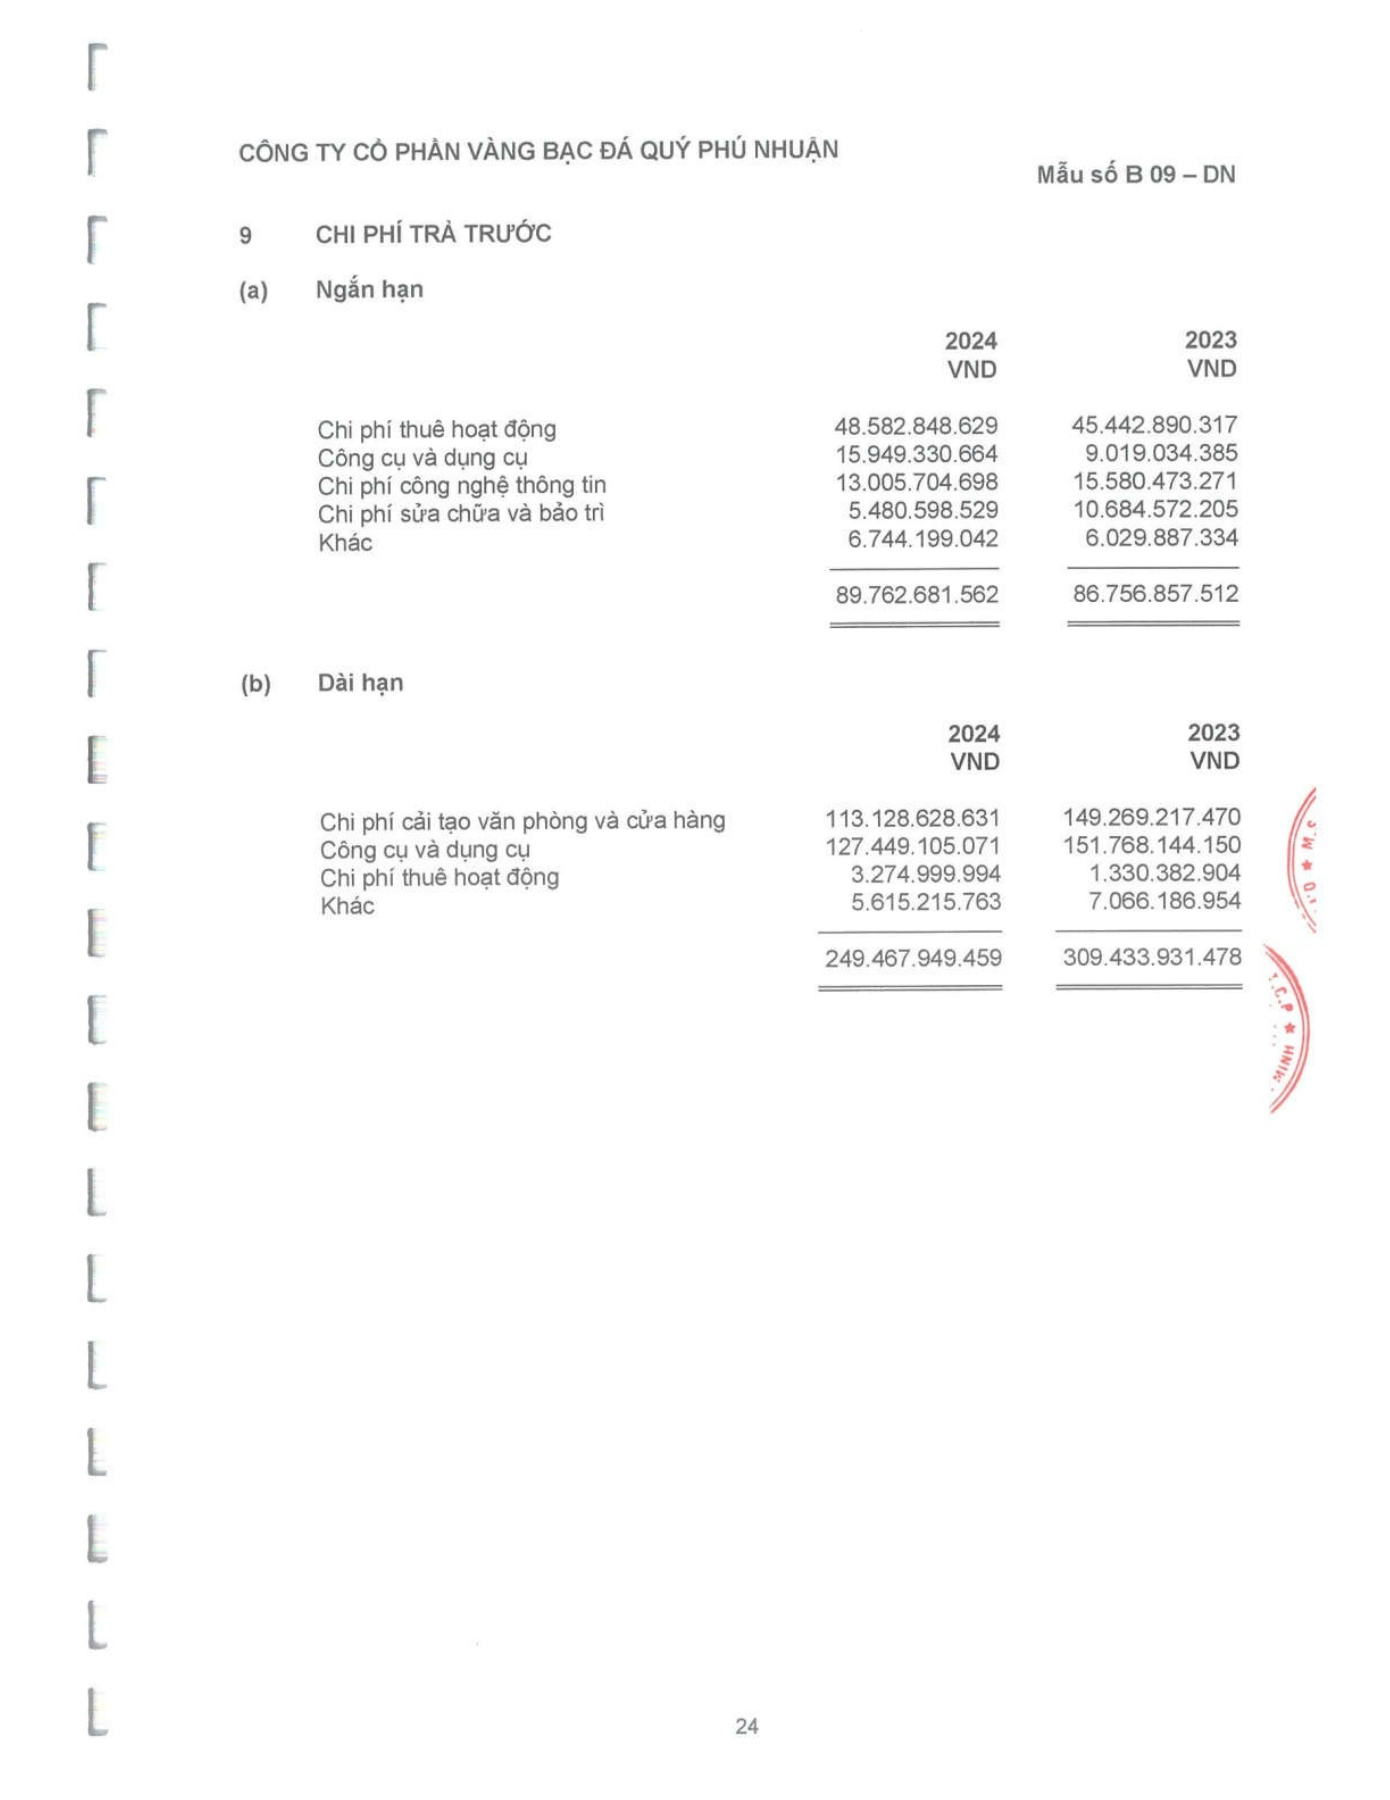 CÔNG TY CỔ PHẦN VÀNG BẠC ĐÁ QUÝ PHÚ NHUẬN
Mẫu số B 09 – DN
9 CHI PHÍ TRẢ TRƯỚC
(a) Ngắn hạn
2024 2023
VND VND
Chi phí thuê hoạt động 48.582.848.629 45.442.890.317
Công cụ và dụng cụ 15.949.330.664 9.019.034.385
Chi phí công nghệ thông tin 13.005.704.698 15.580.473.271
Chi phí sửa chữa và bảo trì 5.480.598.529 10.684.572.205
Khác 6.744.199.042 6.029.887.334
89.762.681.562 86.756.857.512
(b) Dài hạn
2024 2023
VND VND
Chi phí cải tạo văn phòng và cửa hàng 113.128.628.631 149.269.217.470
Công cụ và dụng cụ 127.449.105.071 151.768.144.150
Chi phí thuê hoạt động 3.274.999.994 1.330.382.904
Khác 5.615.215.763 7.066.186.954
249.467.949.459 309.433.931.478
.C.P ★ MINH
24